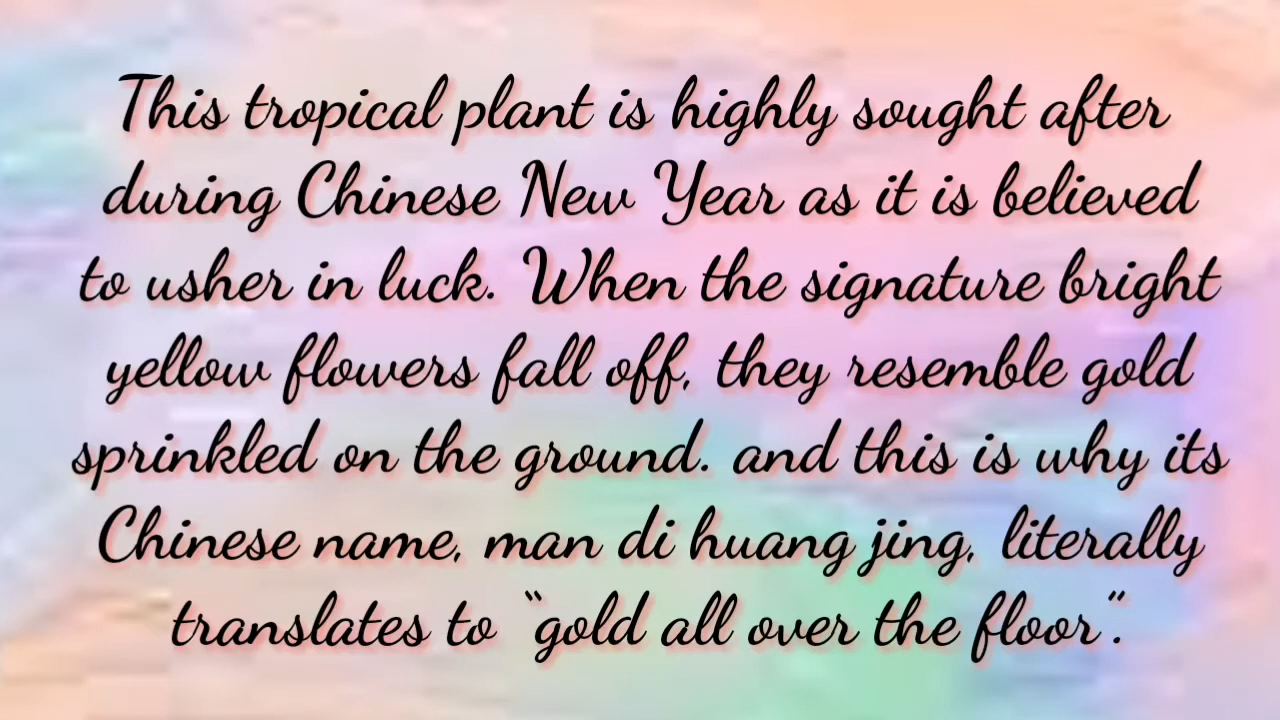 This tropical plant is highly sought after
during Chinese New Year as it is believed
to usher in luck. When the signature bright
yellow flowers fall off, they resemble gold
sprinkled on the ground. and this is why its
Chinese name, man di huang jing, literally
translates to “gold all over the floor”.